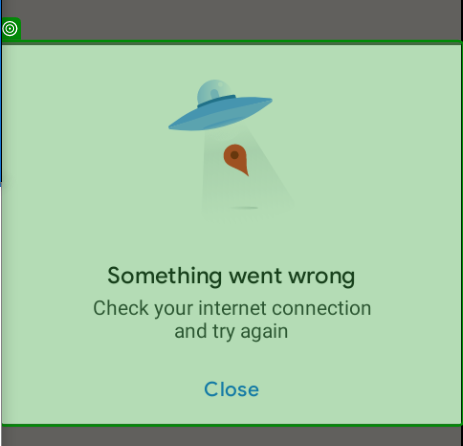 Something went wrong
Check your internet connection
and try again
Close